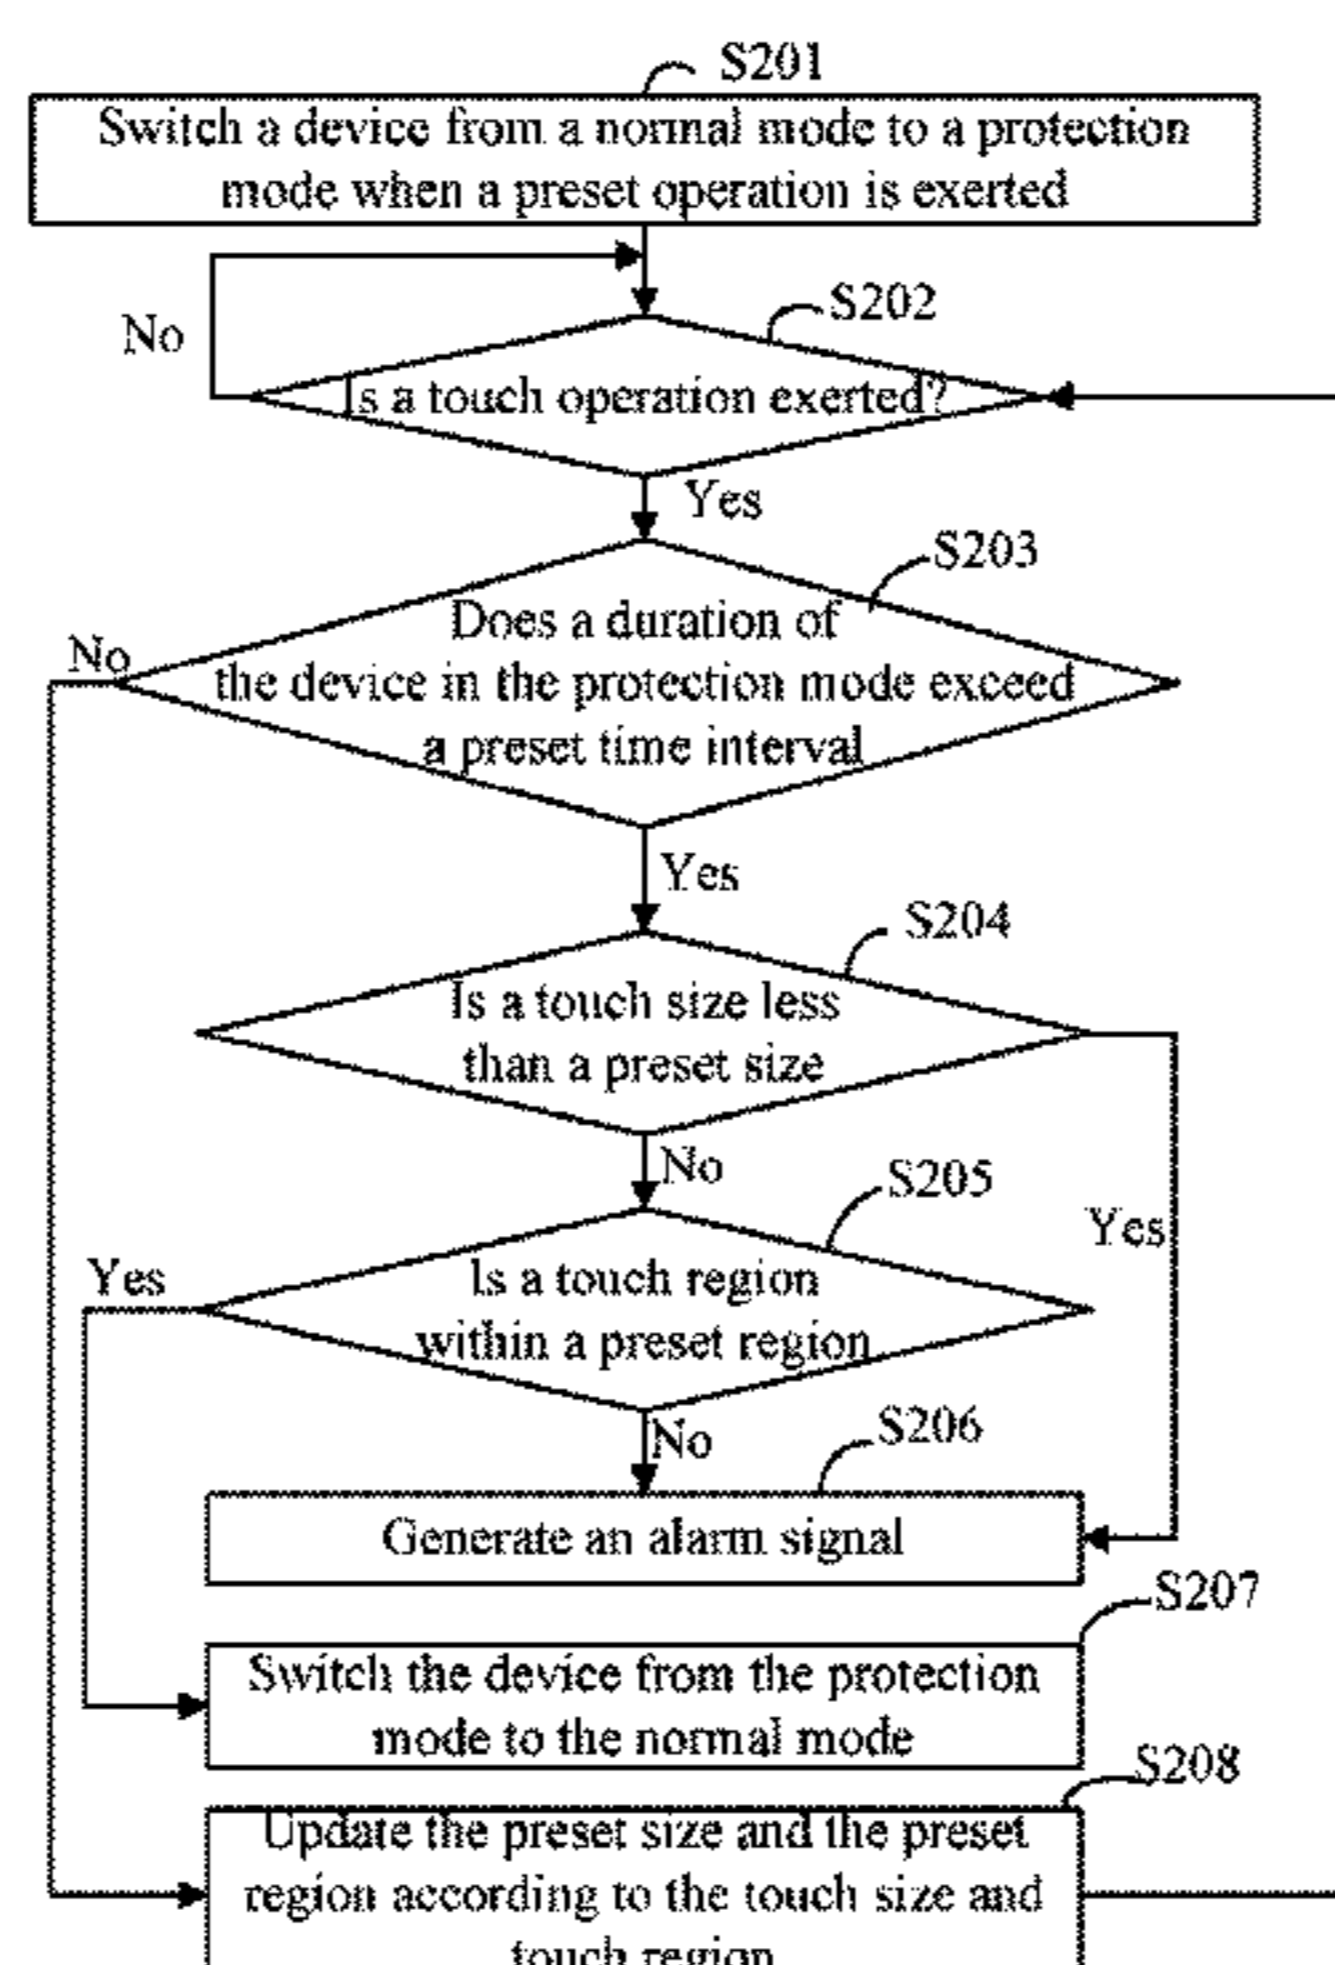 S201
Switch a device from a normal mode to a protection
mode when a preset operation is exerted
No
S202
Is a touch operation exerted?
Yes
S203
Does a duration of
No
the device in the protection mode exceed
a preset time interval
Yes
S204
Is a touch size less
than a preset size
No
S205
Yes
Yes
Is a touch region
within a preset region
No
S206
Generate an alarm signal
S207
Switch the device from the protection
mode to the normal mode
S208
Update the preset size and the preset
region according to the touch size and
touch region